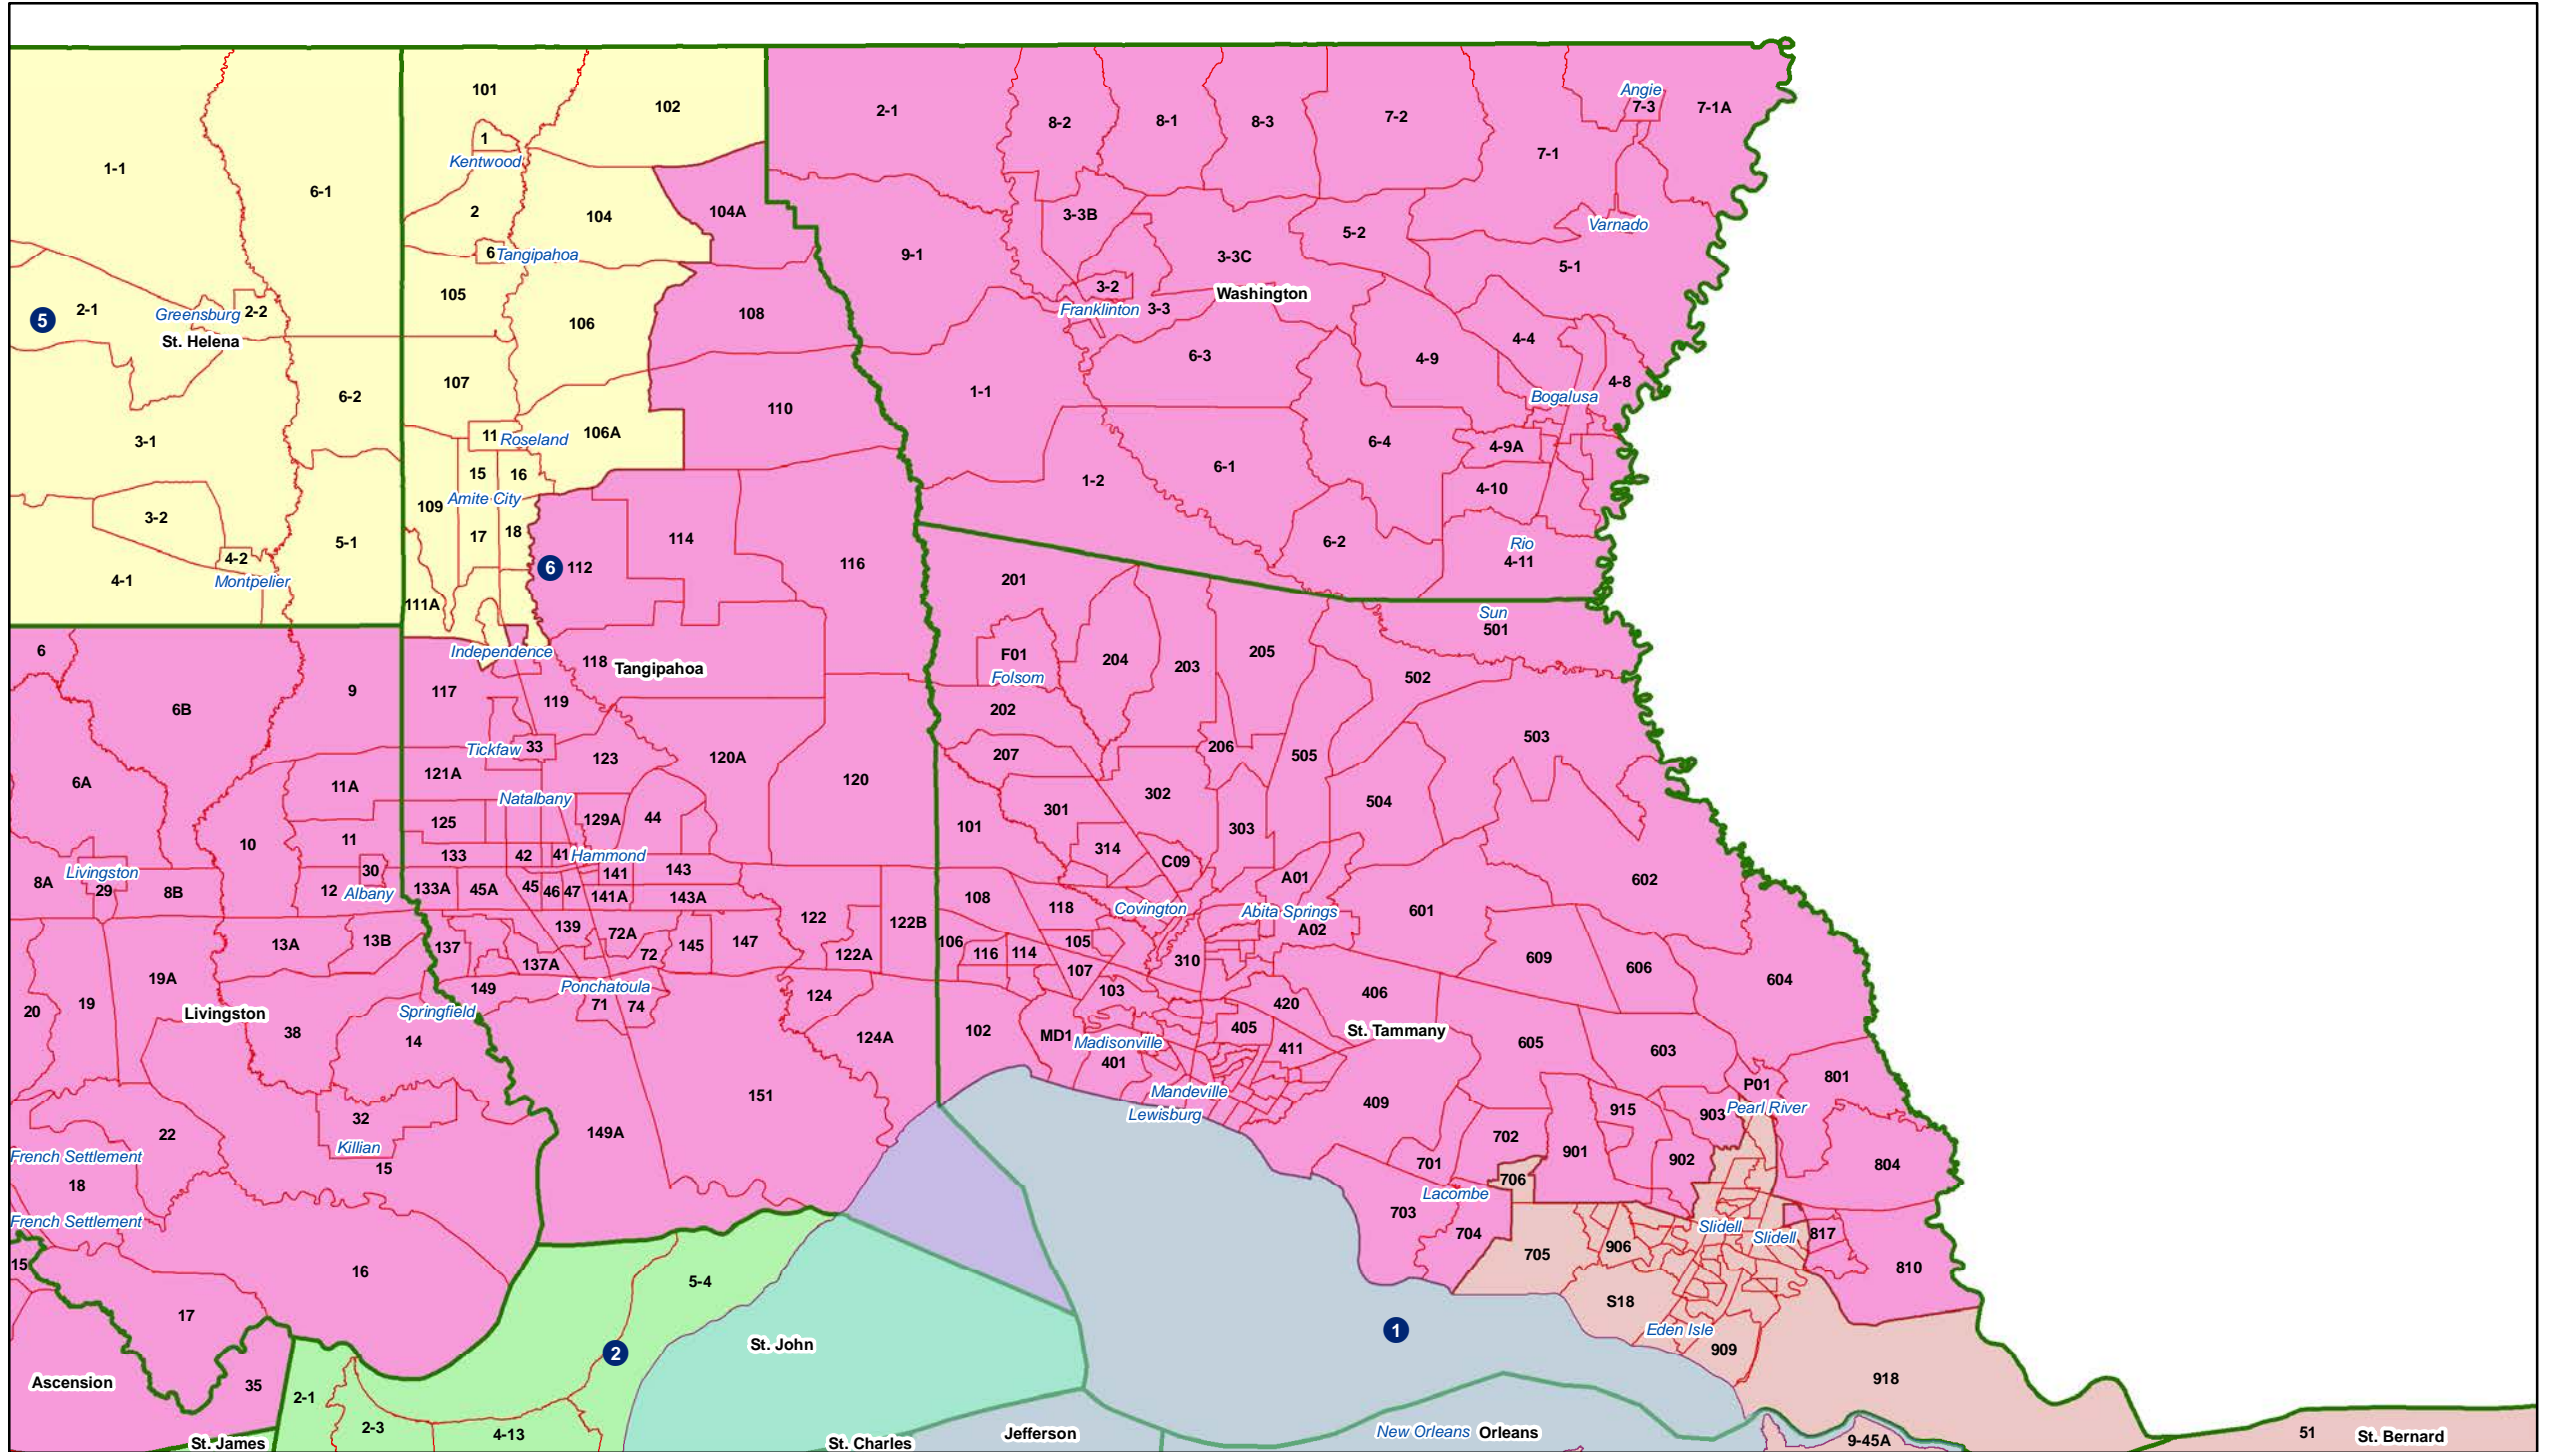 101
102
2-1
8-2
8-1
8-3
7-2
Angie
7-3
7-1A
1
Kentwood
7-1
1-1
6-1
2
104
104A
3-3B
5-2
Varnado
6
Tangipahoa
9-1
3-3C
5-1
105
3-2
Washington
5
2-1
Greensburg
2-2
St. Helena
106
108
Franklinton
3-3
4-4
6-3
4-9
107
4-8
6-2
1-1
Bogalusa
110
3-1
11
Roseland
106A
6-4
4-9A
15
16
6-1
1-2
4-10
Amite City
109
3-2
17
18
114
5-1
6-2
Rio
4-11
4-2
4-1
Montpelier
6
112
116
201
111A
Sun
501
6
Independence
118
Tangipahoa
F01
Folsom
204
203
205
502
9
117
6B
119
202
503
Tickfaw
33
123
120A
207
206
505
6A
121A
11A
120
Natalbany
301
302
504
125
129A
44
101
303
11
10
133
42
41
Hammond
314
C09
Livingston
30
141
143
A01
602
8A
29
8B
12
Albany
133A
45A
45
46
47
141A
143A
108
118
Covington
Abita Springs
601
122
122B
139
72A
A02
13A
13B
137
145
147
106
105
72
122A
116
114
310
609
606
137A
107
19A
604
149
Ponchatoula
103
406
20
19
124
420
71
74
Livingston
Springfield
38
102
MD1
405
St. Tammany
14
124A
Madisonville
605
603
411
401
801
P01
151
Mandeville
409
Pearl River
Lewisburg
915
903
32
22
149A
702
Killian
French Settlement
901
902
15
701
804
18
706
Lacombe
703
French Settlement
Slidell
704
817
Slidell
906
705
15
16
810
5-4
S18
17
1
Eden Isle
St. John
909
2
Ascension
35
918
2-1
2-3
4-13
Jefferson
New Orleans
Orleans
51
St. Bernard
St. James
St. Charles
9-45A